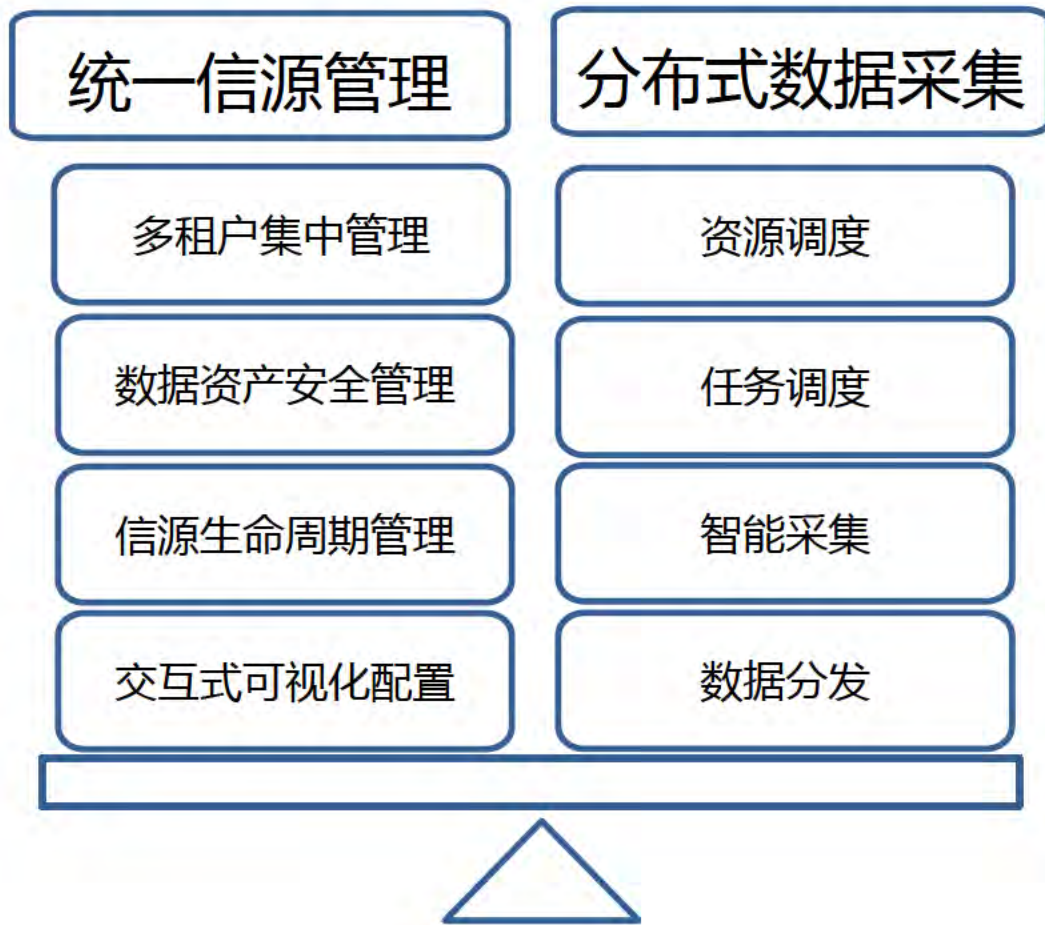 统一信源管理
分布式数据采集
多租户集中管理
资源调度
数据资产安全管理
任务调度
信源生命周期管理
智能采集
交互式可视化配置
数据分发